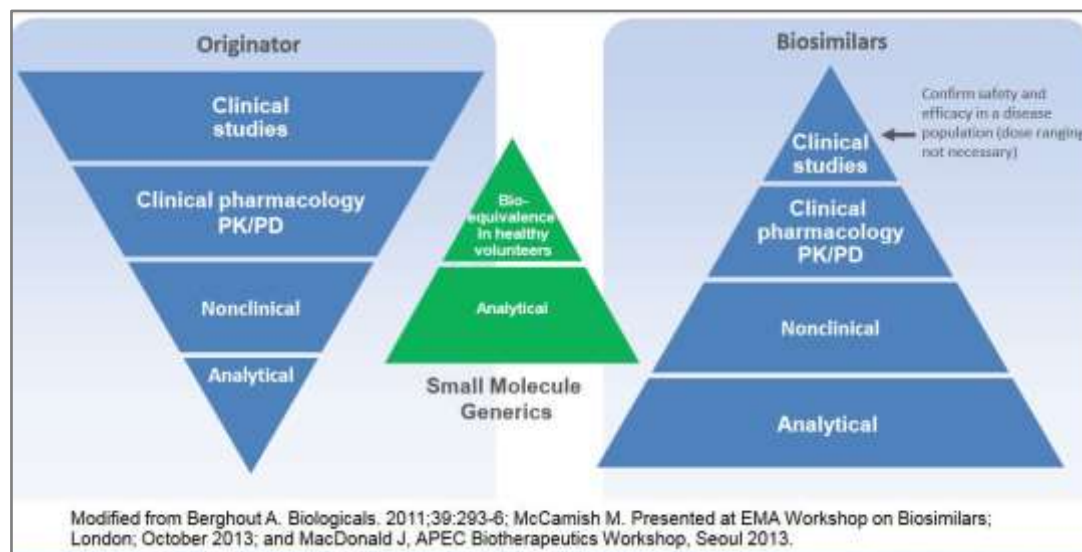 Originator
Clinical
studies
Clinical pharmacology
PK/PD
Nonclinical
Analytical
Bio-
equivalence
In healthy
volunteers
Analytical
Small Molecule
Generics
Biosimilars
Confirm safety and
efficacy in a disease
population (dose ranging
not necessary)
Clinical
studies
Clinical
pharmacology
PK/PD
Nonclinical
Analytical
Modified from Berghout A. Biologicals. 2011;39:293-6; McCamish M. Presented at EMA Workshop on Biosimilars;
London; October 2013; and MacDonald J, APEC Biotherapeutics Workshop, Seoul 2013.